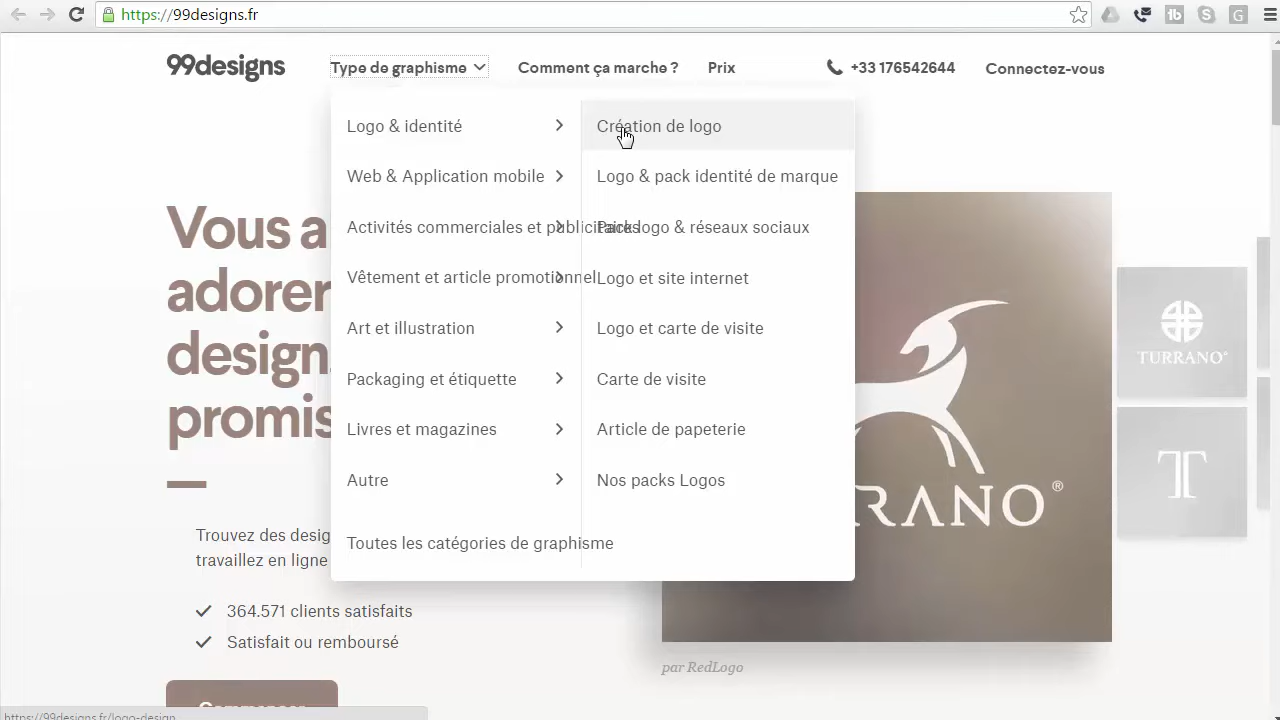 https://99designs.fr
99designs
Type de graphisme
Comment ça marche ?
Prix
+33 176542644
Connectez-vous
Logo & identité
Web & Application mobile
Activités commerciales et publicitaires
Vêtement et article promotionnel
Art et illustration
Packaging et étiquette
Livres et magazines
Autre
Toutes les catégories de graphisme
Création de logo
Logo & pack identité de marque
Pack logo & réseaux sociaux
Logo et site internet
Logo et carte de visite
Carte de visite
Article de papeterie
Nos packs Logos
Vous a
adorer
design
promis
Trouvez des desig
travaillez en ligne
364.571 clients satisfaits
Satisfait ou remboursé
RANO®
par RedLogo
TURRANO®
T
https://99designs.fr/logo-design